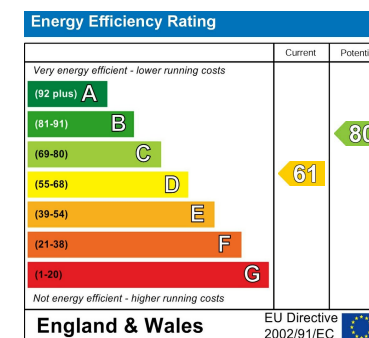 Energy Efficiency Rating
Current
Very energy efficient - lower running costs
(92 plus) A
(81-91) B
(69-80) C
(55-68) D
(39-54) E
(21-38) F
(1-20) G
61
80
Not energy efficient - higher running costs
England & Wales
EU Directive
2002/91/EC